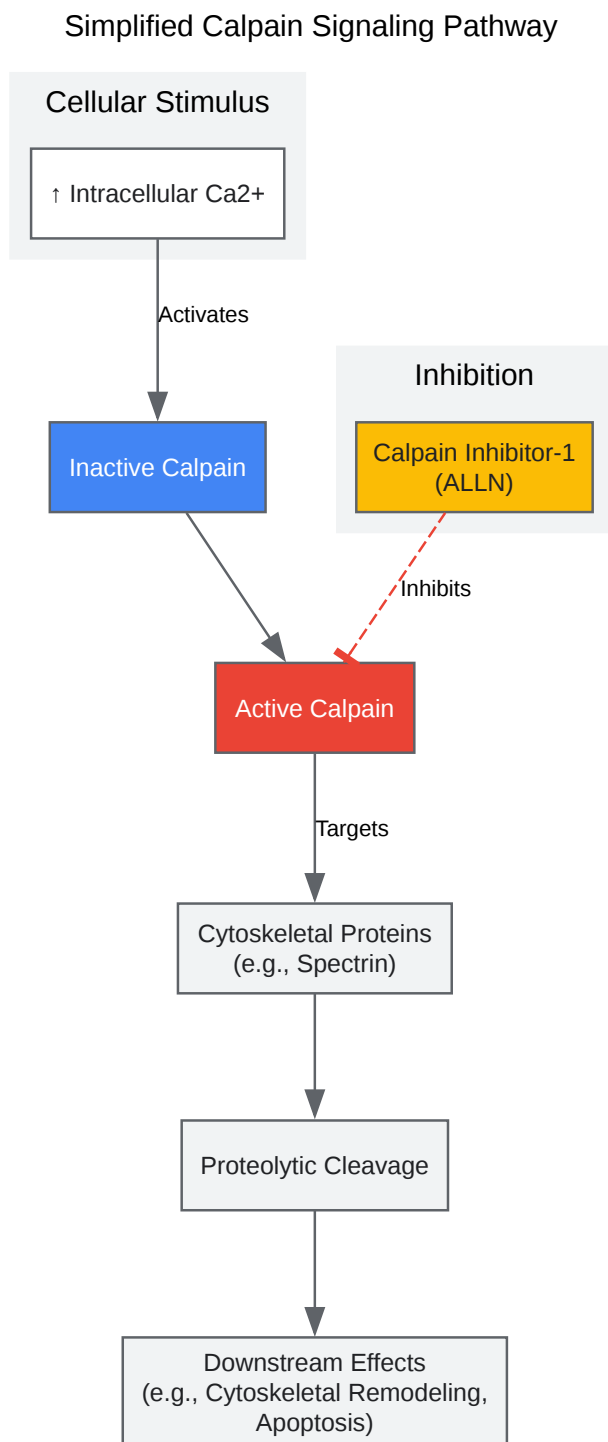 Simplified Calpain Signaling Pathway
Cellular Stimulus
↑ Intracellular Ca2+
Activates
Inhibition
Inactive Calpain
Calpain Inhibitor-1
(ALLN)
Inhibits
Active Calpain
Targets
Cytoskeletal Proteins
(e.g., Spectrin)
Proteolytic Cleavage
Downstream Effects
(e.g., Cytoskeletal Remodeling,
Apoptosis)